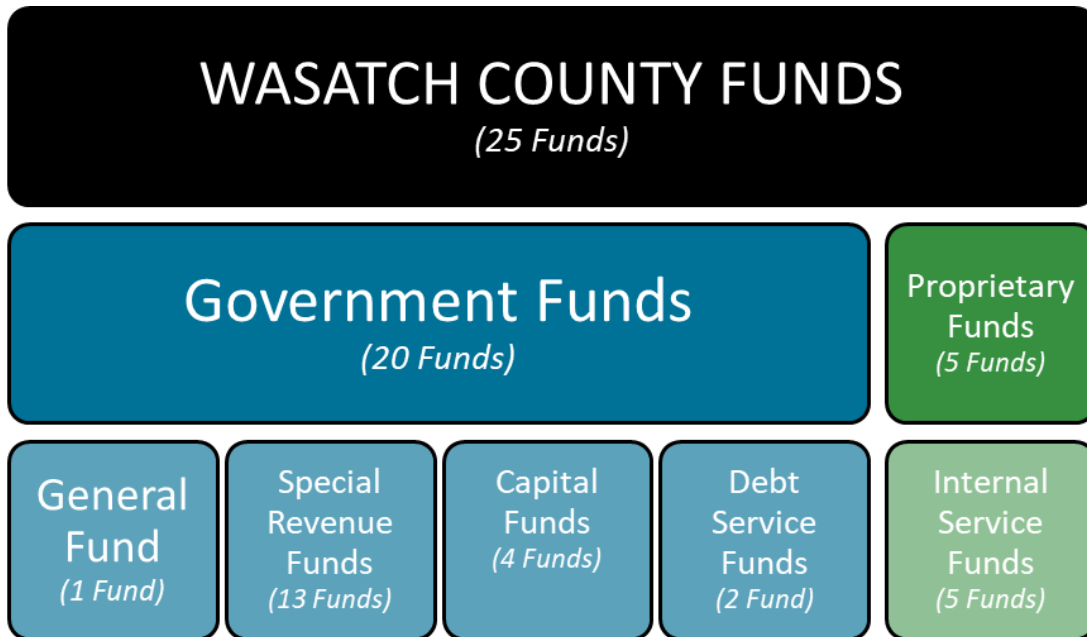 WASATCH COUNTY FUNDS
(25 Funds)
Government Funds
(20 Funds)
Proprietary
Funds
(5 Funds)
General
Fund
(1 Fund)
Special
Revenue
Funds
(13 Funds)
Capital
Funds
(4 Funds)
Debt
Service
Funds
(2 Fund)
Internal
Service
Funds
(5 Funds)